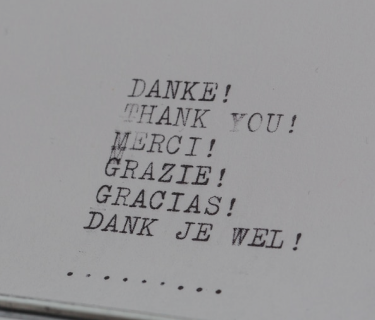 DANKE!
THANK YOU!
MERCI!
GRAZIE!
GRACIAS!
DANK JE WEL!
.........